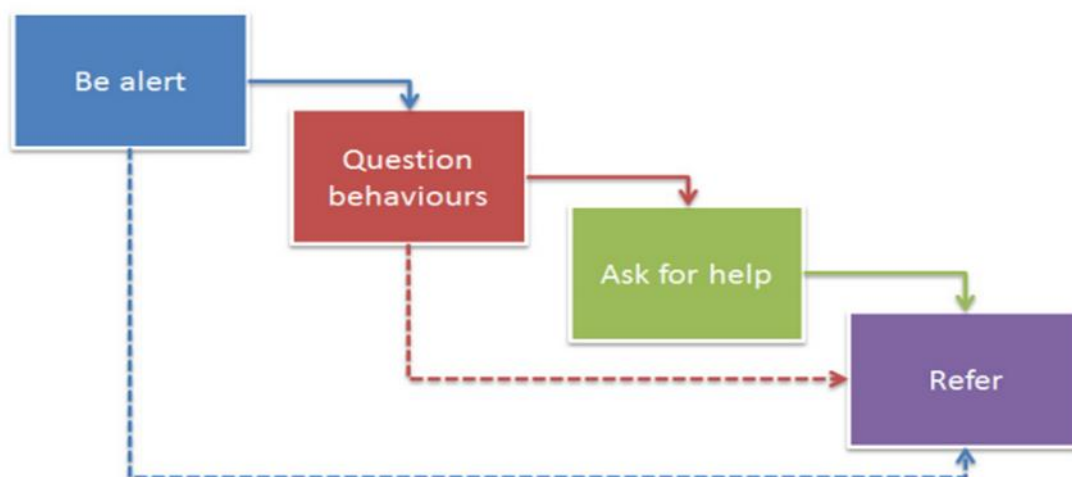 Be alert
Question
behaviours
Ask for help
Refer